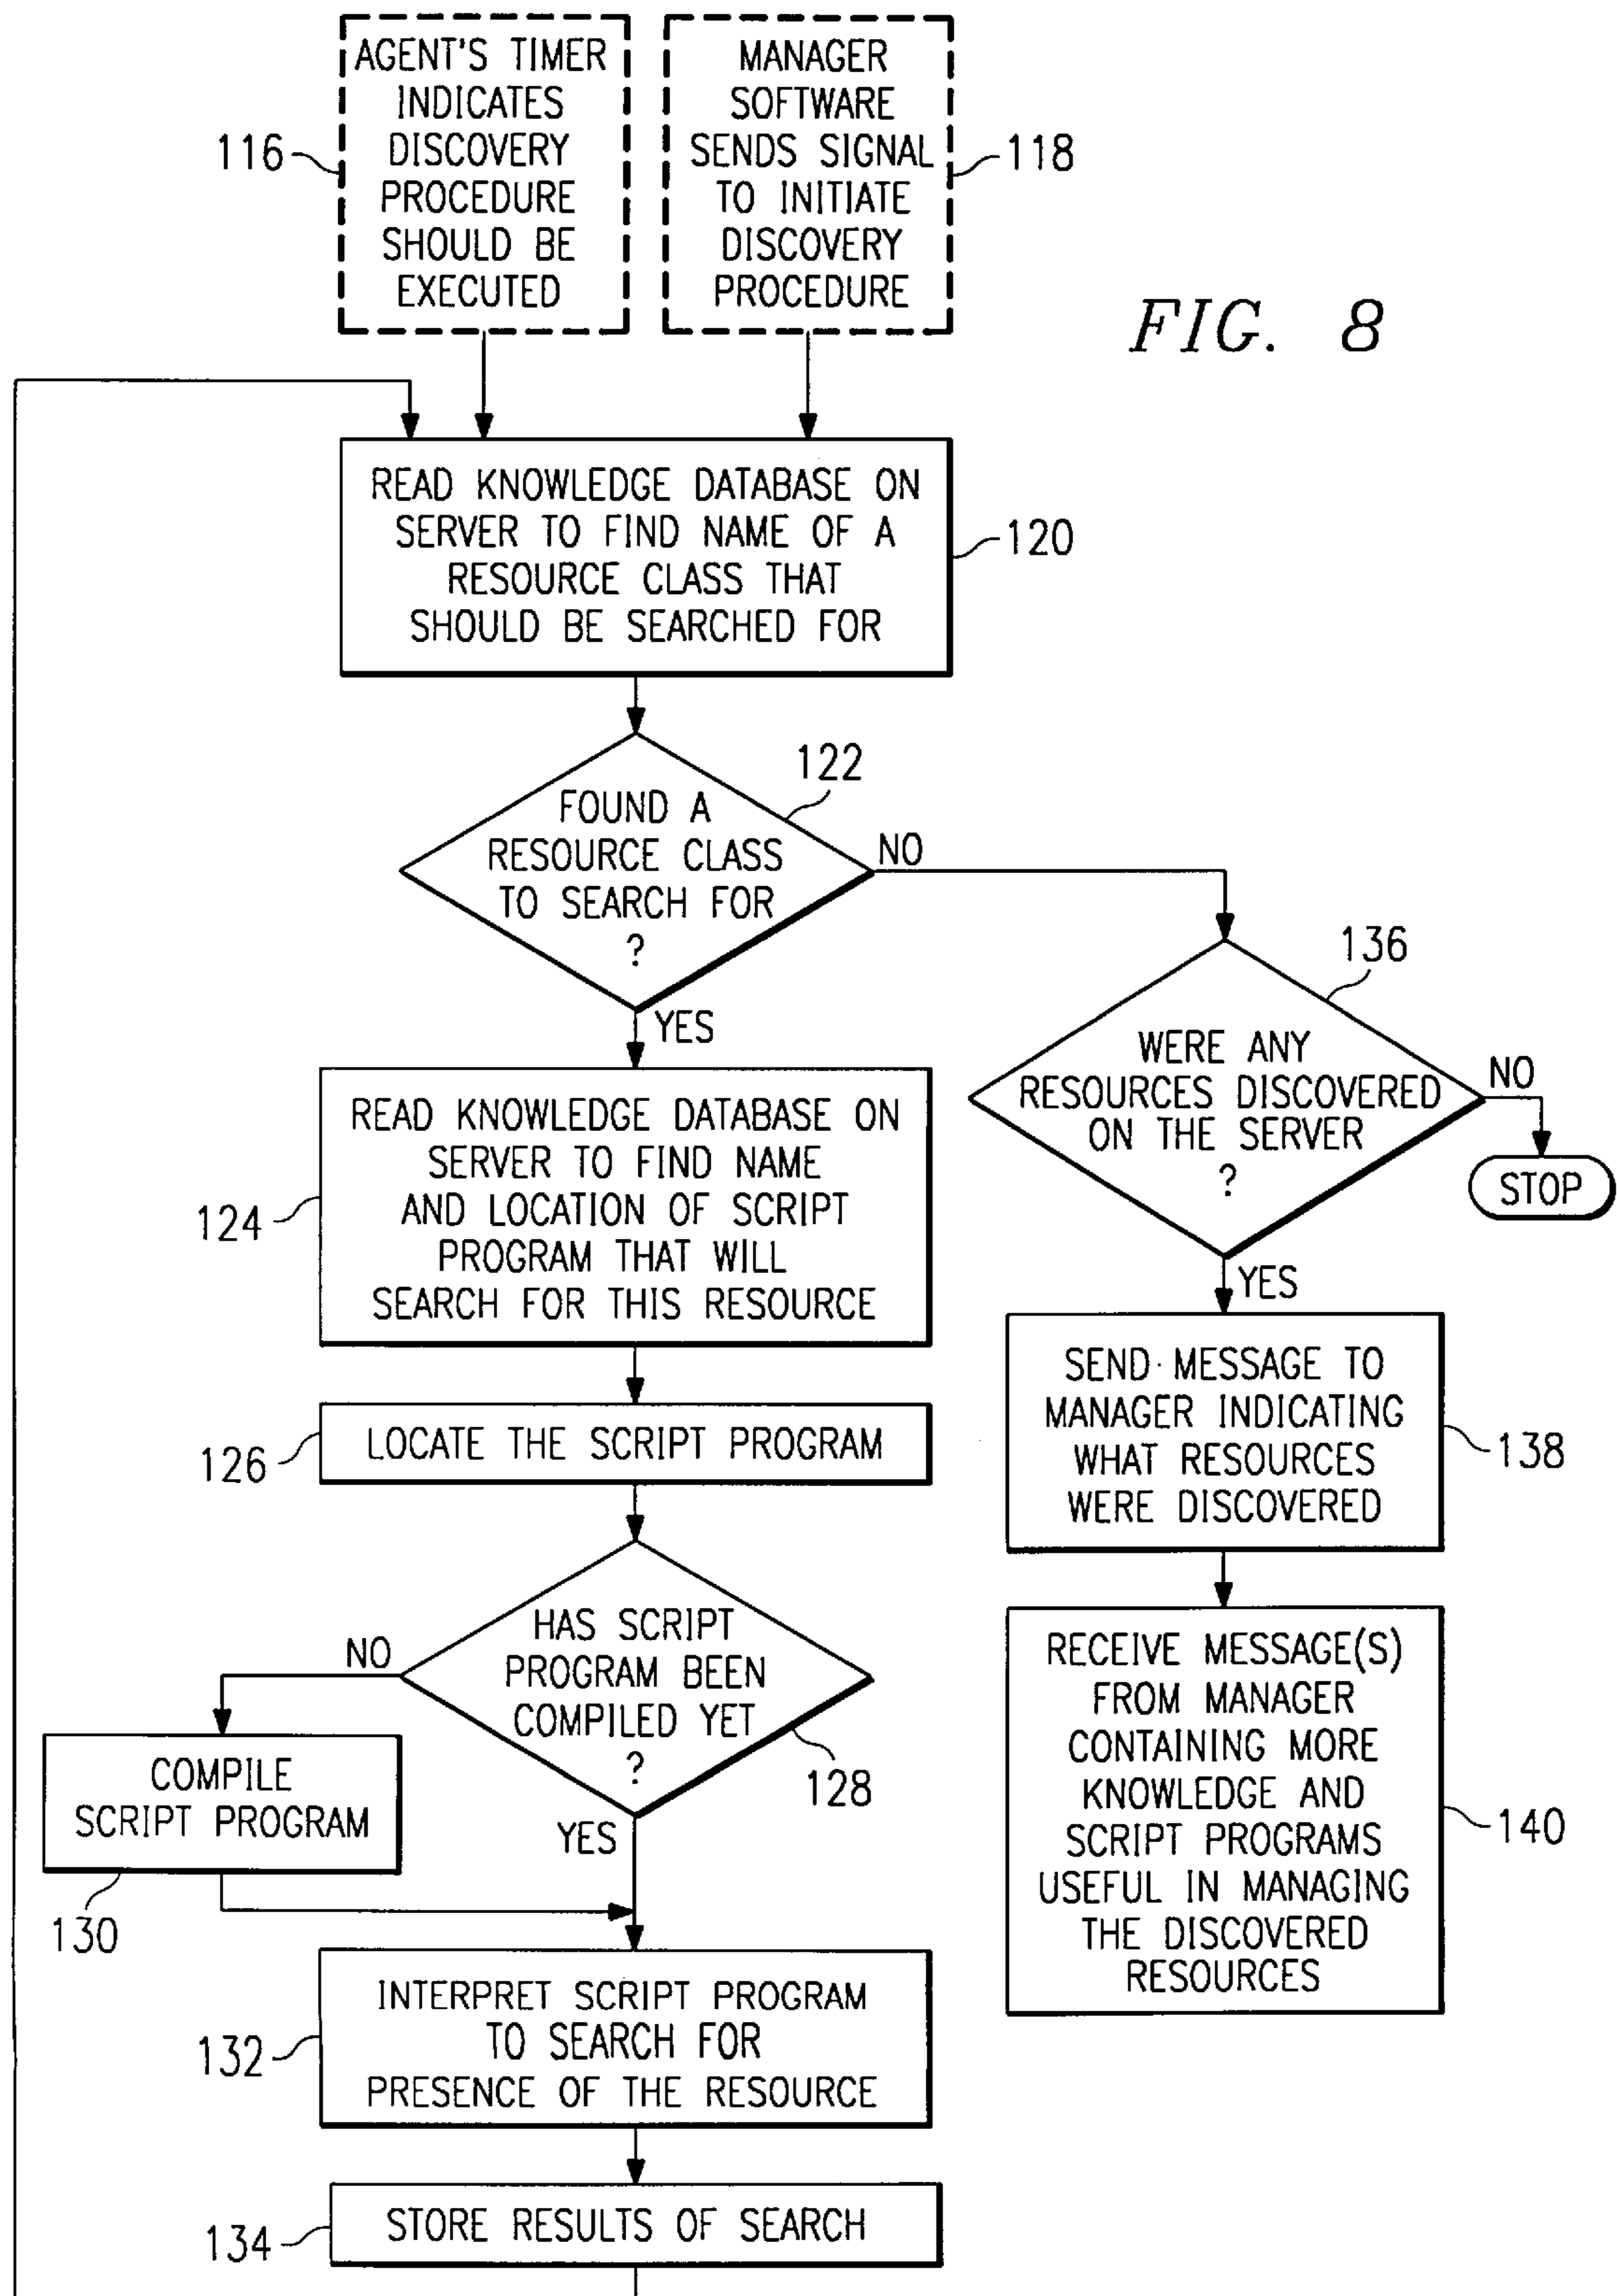 AGENT'S TIMER
INDICATES
DISCOVERY
PROCEDURE
SHOULD BE
EXECUTED
116
MANAGER
SOFTWARE
SENDS SIGNAL
TO INITIATE
DISCOVERY
PROCEDURE
118
FIG. 8
READ KNOWLEDGE DATABASE ON
SERVER TO FIND NAME OF A
RESOURCE CLASS THAT
SHOULD BE SEARCHED FOR
120
122
FOUND A
RESOURCE CLASS
TO SEARCH FOR
?
NO
YES
136
WERE ANY
RESOURCES DISCOVERED
ON THE SERVER
?
NO
STOP
YES
READ KNOWLEDGE DATABASE ON
SERVER TO FIND NAME
AND LOCATION OF SCRIPT
PROGRAM THAT WILL
SEARCH FOR THIS RESOURCE
124
SEND MESSAGE TO
MANAGER INDICATING
WHAT RESOURCES
WERE DISCOVERED
138
LOCATE THE SCRIPT PROGRAM
126
HAS SCRIPT
PROGRAM BEEN
COMPILED YET
?
128
NO
YES
COMPILE
SCRIPT PROGRAM
130
RECEIVE MESSAGE(S)
FROM MANAGER
CONTAINING MORE
KNOWLEDGE AND
SCRIPT PROGRAMS
USEFUL IN MANAGING
THE DISCOVERED
RESOURCES
140
INTERPRET SCRIPT PROGRAM
TO SEARCH FOR
PRESENCE OF THE RESOURCE
132
STORE RESULTS OF SEARCH
134